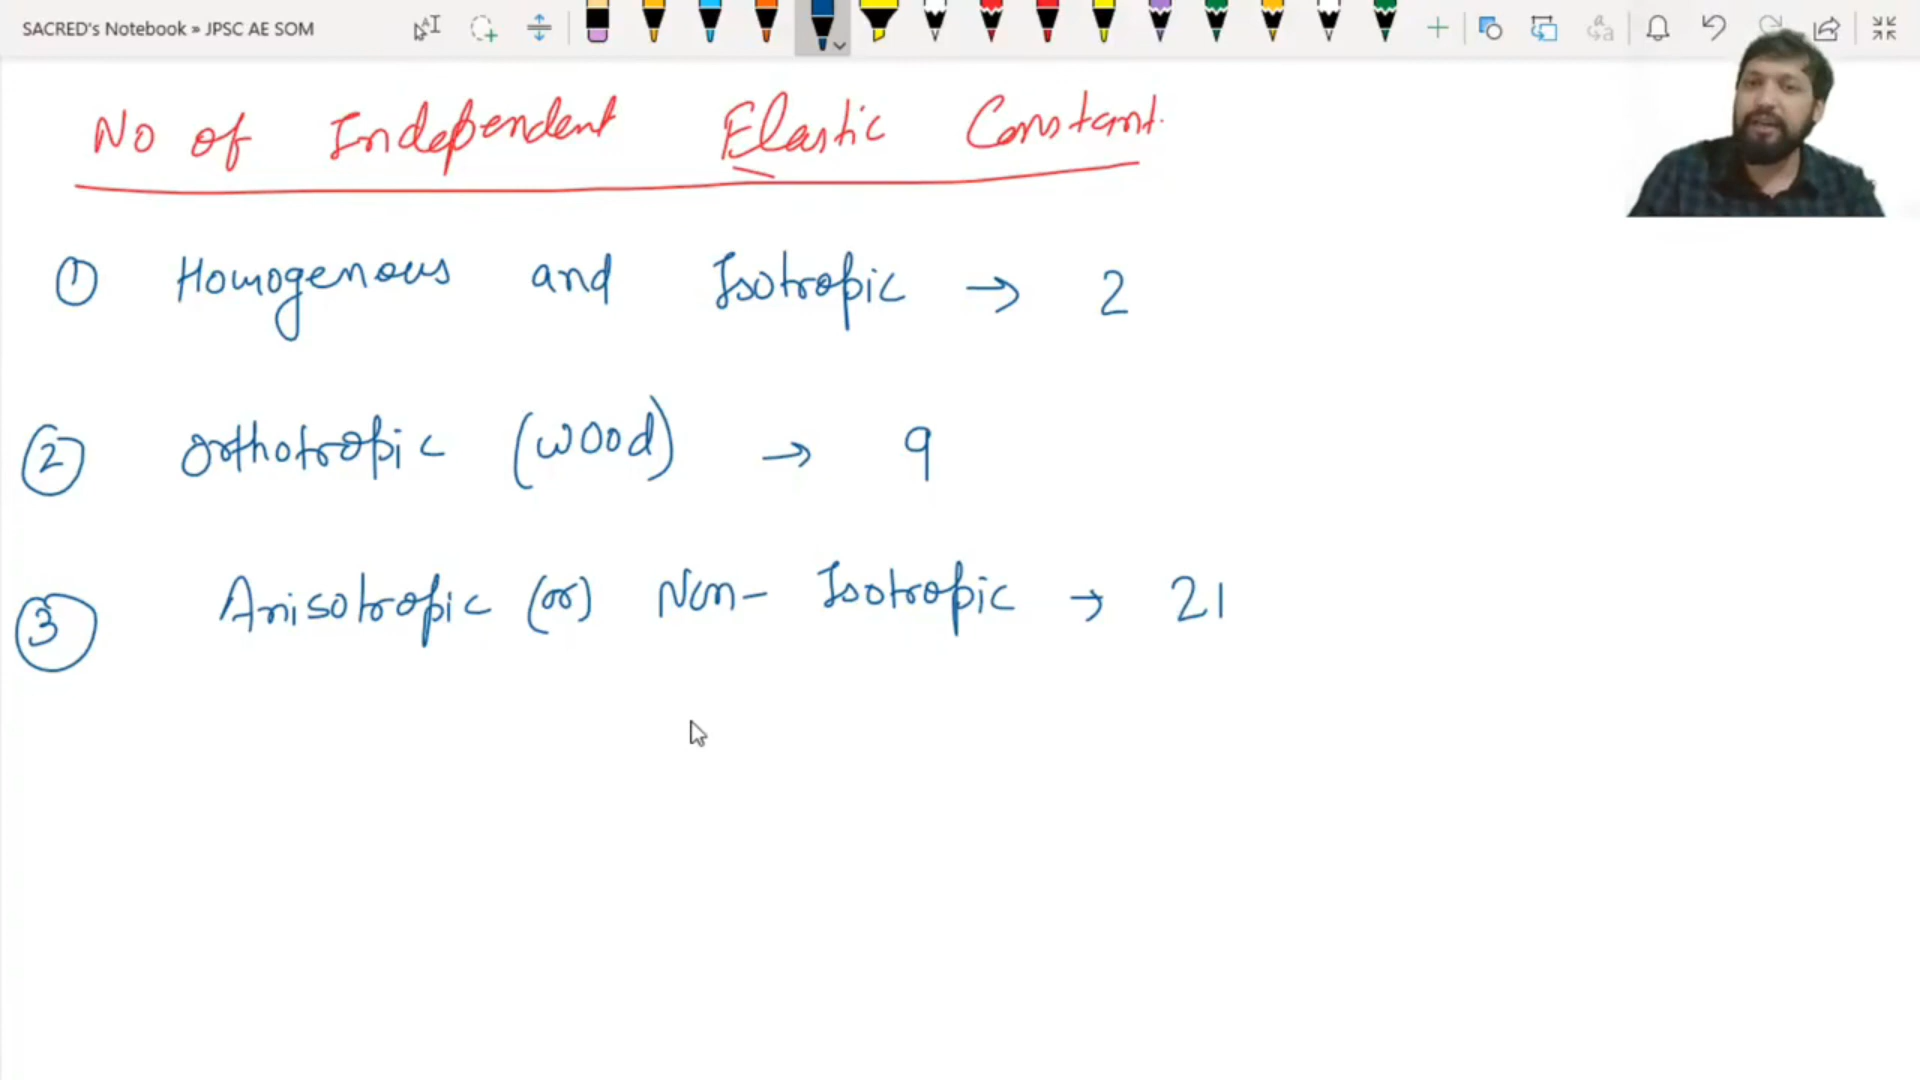 SACRED's Notebook » JPSC AE SOM
No of Independent Elastic Constant.
① Homogenous and Isotropic → 2
② Orthotropic (wood) → 9
③ Anisotropic (or) Non- Isotropic → 21